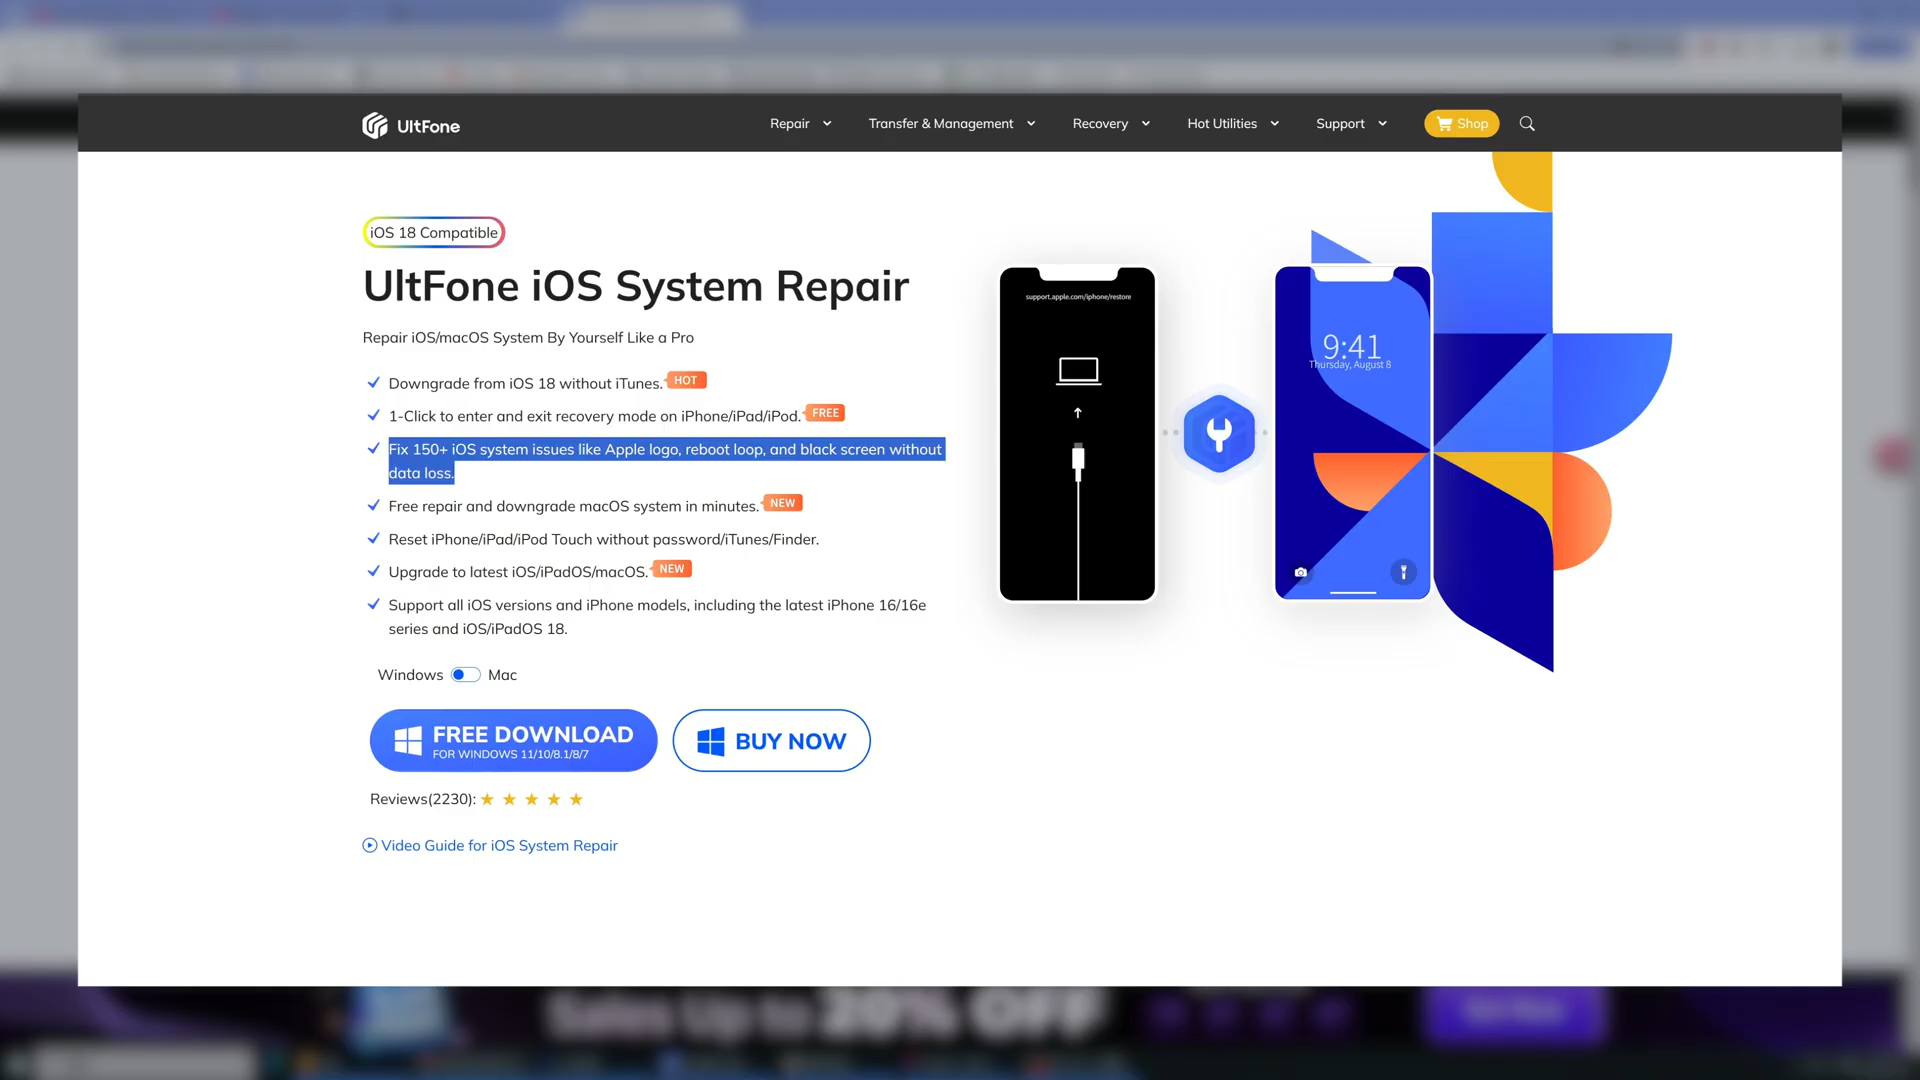 UltFone
Repair
Transfer & Management
Recovery
Hot Utilities
Support
Shop
iOS 18 Compatible
UltFone iOS System Repair
Repair iOS/macOS System By Yourself Like a Pro
Downgrade from iOS 18 without iTunes. HOT
1-Click to enter and exit recovery mode on iPhone/iPad/iPod. FREE
Fix 150+ iOS system issues like Apple logo, reboot loop, and black screen without
data loss.
Free repair and downgrade macOS system in minutes. NEW
Reset iPhone/iPad/iPod Touch without password/iTunes/Finder.
Upgrade to latest iOS/iPadOS/macOS. NEW
Support all iOS versions and iPhone models, including the latest iPhone 16/16e
series and iOS/iPadOS 18.
Windows Mac
FREE DOWNLOAD
FOR WINDOWS 11/10/8.1/8/7
BUY NOW
Reviews(2230):
Video Guide for iOS System Repair
support.apple.com/iphone/restore
9:41
Thursday, August 8
Sales Up to 20% OFF